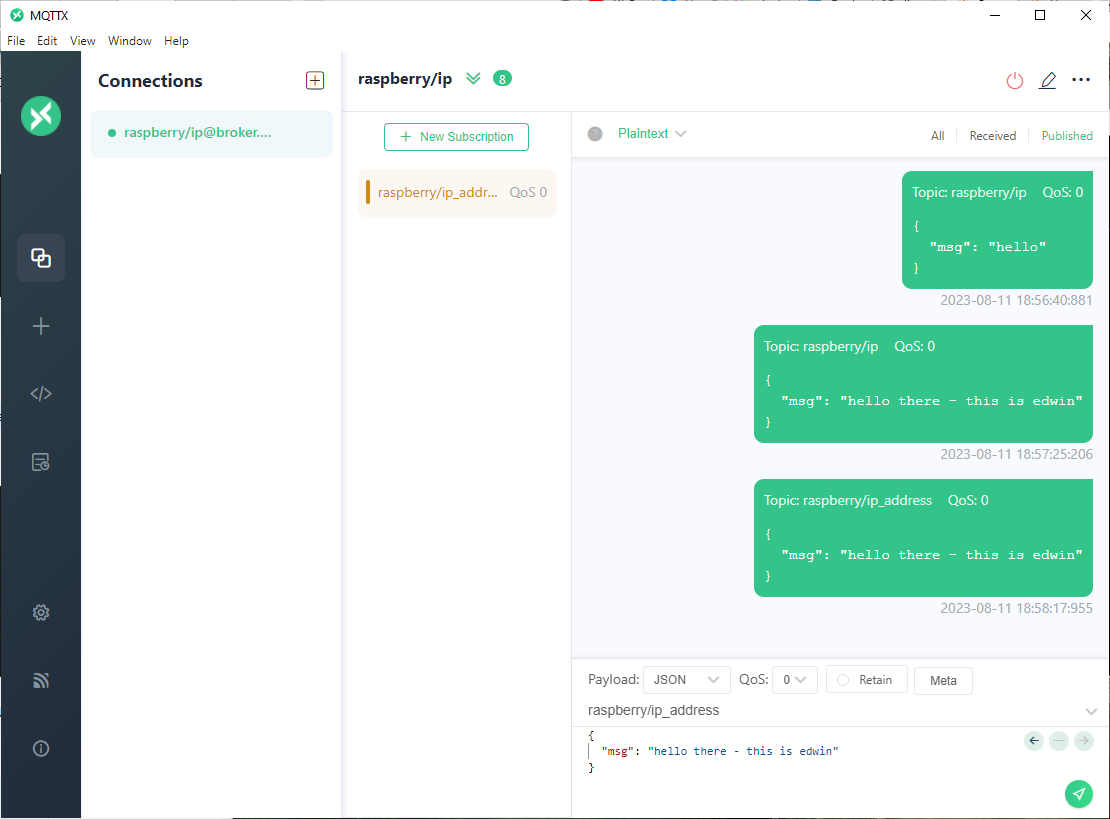 MQTTX
File Edit View Window Help
Connections
raspberry/ip@broker....
raspberry/ip 8
New Subscription
raspberry/ip_addr... QoS 0
Plaintext
All Received Published
Topic: raspberry/ip QoS: 0
{
"msg": "hello"
}
2023-08-11 18:56:40:881
Topic: raspberry/ip QoS: 0
{
"msg": "hello there - this is edwin"
}
2023-08-11 18:57:25:206
Topic: raspberry/ip_address QoS: 0
{
"msg": "hello there - this is edwin"
}
2023-08-11 18:58:17:955
Payload: JSON QoS: 0 Retain Meta
raspberry/ip_address
{
"msg": "hello there - this is edwin"
}